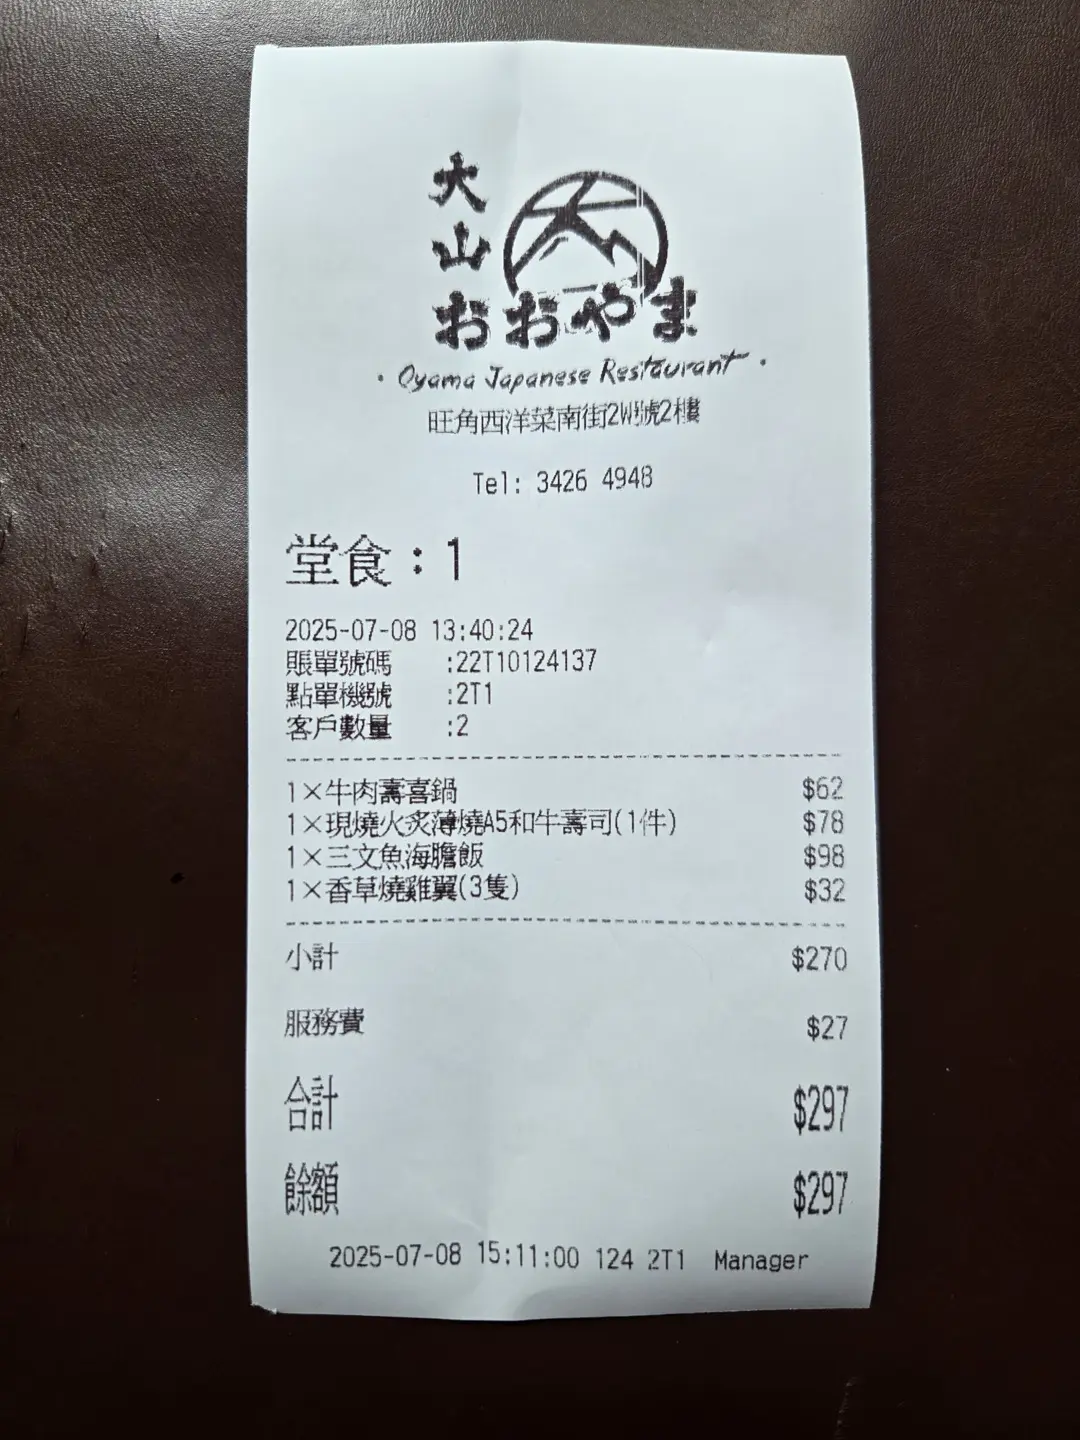 大山
おおやま
· Oyama Japanese Restaurant ·
旺角西洋菜南街2W號2樓
Tel: 3426 4948
堂食：1
2025-07-08 13:40:24
賬單號碼 :22T10124137
點單機號 :2T1
客戶數量 :2
1×牛肉壽喜鍋 $62
1×現燒火炙薄燒A5和牛壽司(1件) $78
1×三文魚海膽飯 $98
1×香草燒雞翼(3隻) $32
小計 $270
服務費 $27
合計 $297
餘額 $297
2025-07-08 15:11:00 124 2T1 Manager